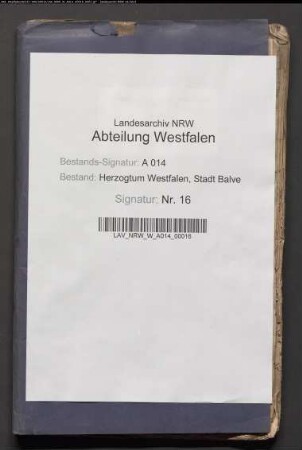 Landesarchiv NRW
Abteilung Westfalen
Bestands-Signatur: A 014
Bestand: Herzogtum Westfalen, Stadt Balve
Signatur: Nr. 16
LAV_NRW_W_A014_00016